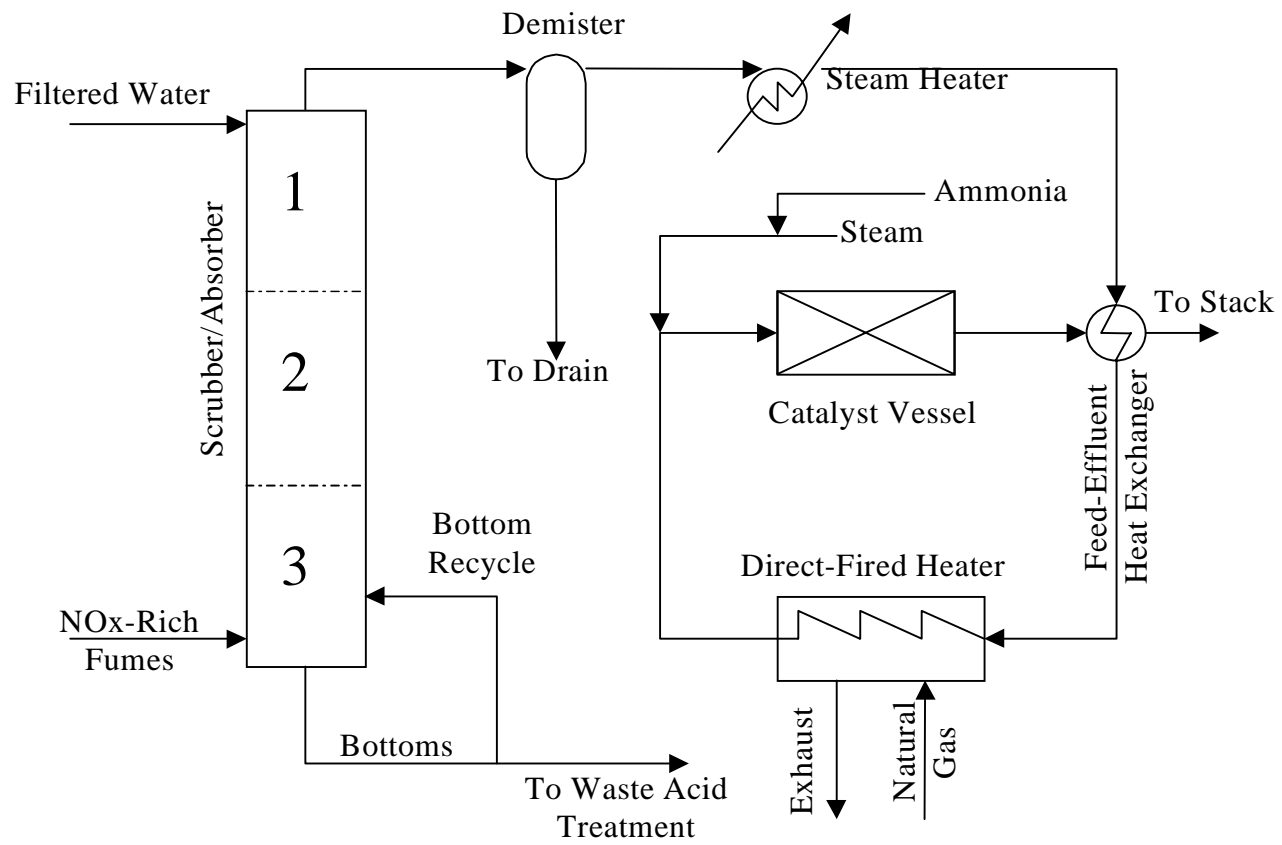 Demister
Filtered Water
Steam Heater
1
Scrubber/Absorber
Ammonia
Steam
To Stack
2
To Drain
Catalyst Vessel
Feed-Effluent
Heat Exchanger
Bottom
Recycle
3
Direct-Fired Heater
NOx-Rich
Fumes
Bottoms
Exhaust
Natural
Gas
To Waste Acid
Treatment